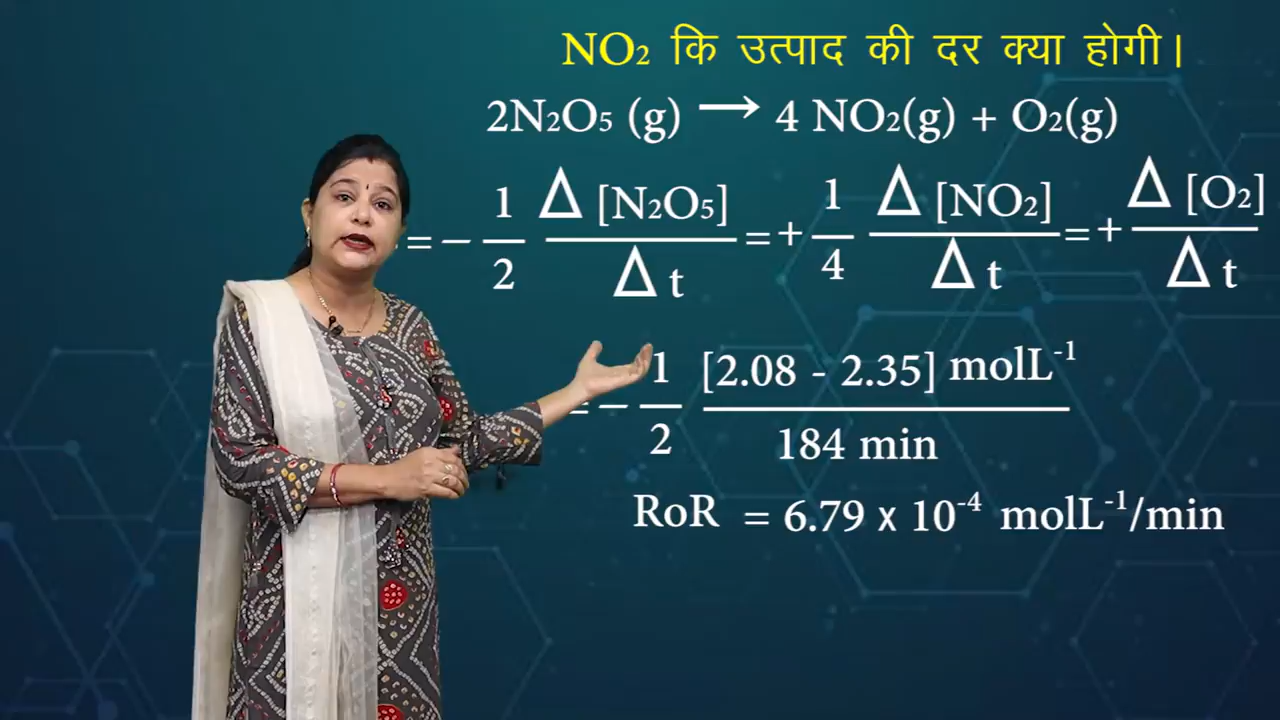 NO₂ कि उत्पाद की दर क्या होगी।
2N₂O₅ (g) → 4 NO₂(g) + O₂(g)
= − 1/2 Δ [N₂O₅]/Δ t = + 1/4 Δ [NO₂]/Δ t = + Δ [O₂]/Δ t
= − 1/2 [2.08 - 2.35] molL⁻¹/184 min
RoR = 6.79 x 10⁻⁴ molL⁻¹/min